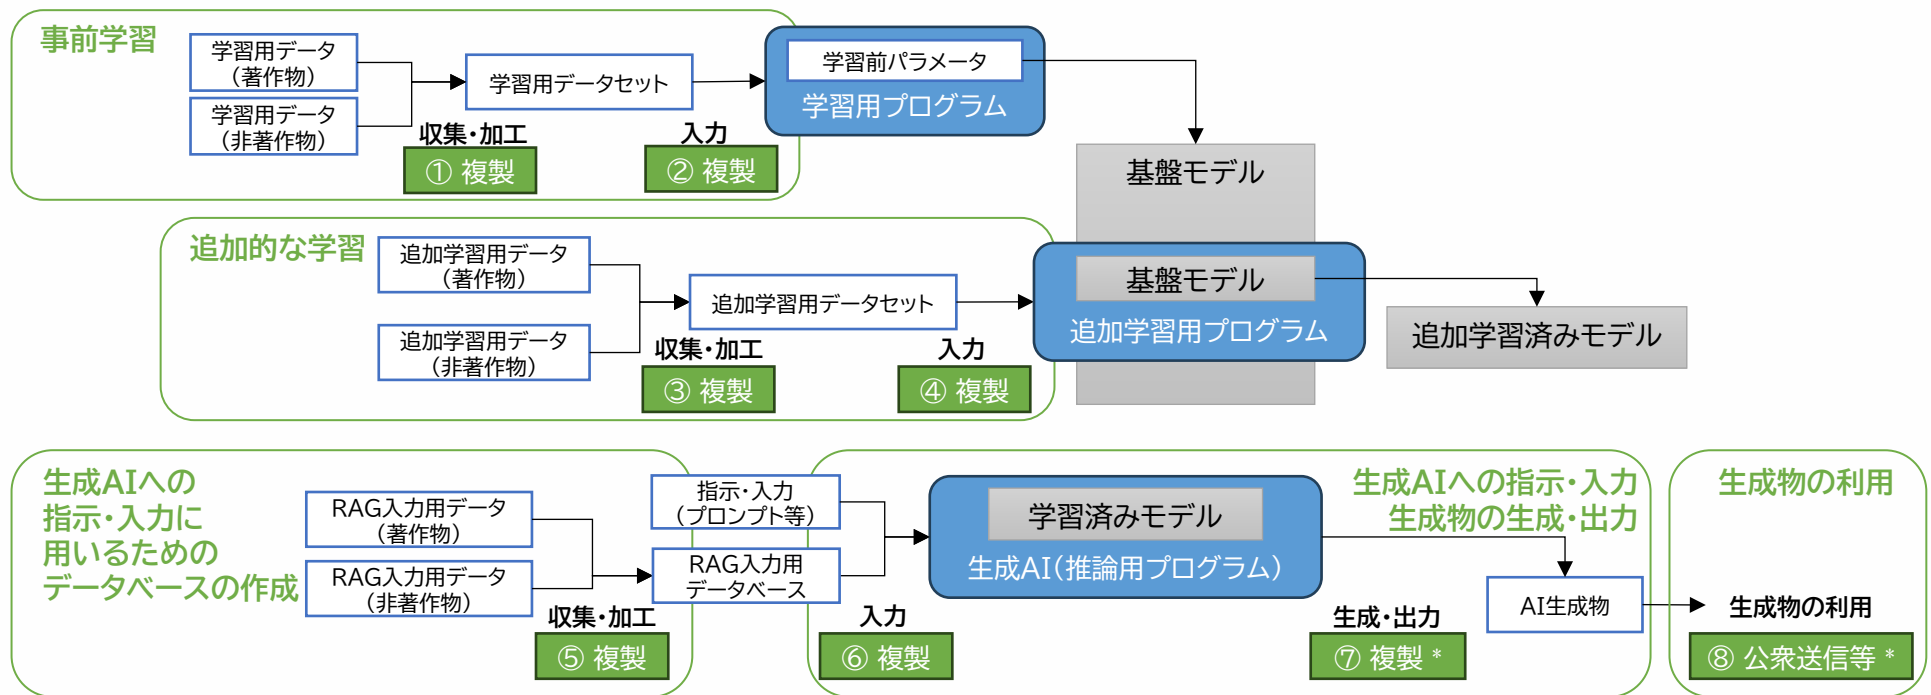 事前学習
学習用データ
(著作物)
学習用データ
(非著作物)
学習用データセット
収集・加工
① 複製
入力
② 複製
学習前パラメータ
学習用プログラム
基盤モデル
追加的な学習
追加学習用データ
(著作物)
追加学習用データ
(非著作物)
追加学習用データセット
収集・加工
③ 複製
入力
④ 複製
基盤モデル
追加学習用プログラム
追加学習済みモデル
生成AIへの
指示・入力に
用いるための
データベースの作成
RAG入力用データ
(著作物)
RAG入力用データ
(非著作物)
収集・加工
⑤ 複製
指示・入力
(プロンプト等)
RAG入力用
データベース
入力
⑥ 複製
学習済みモデル
生成AI(推論用プログラム)
生成AIへの指示・入力
生成物の生成・出力
生成・出力
⑦ 複製 *
AI生成物
生成物の利用
生成物の利用
⑧ 公衆送信等 *